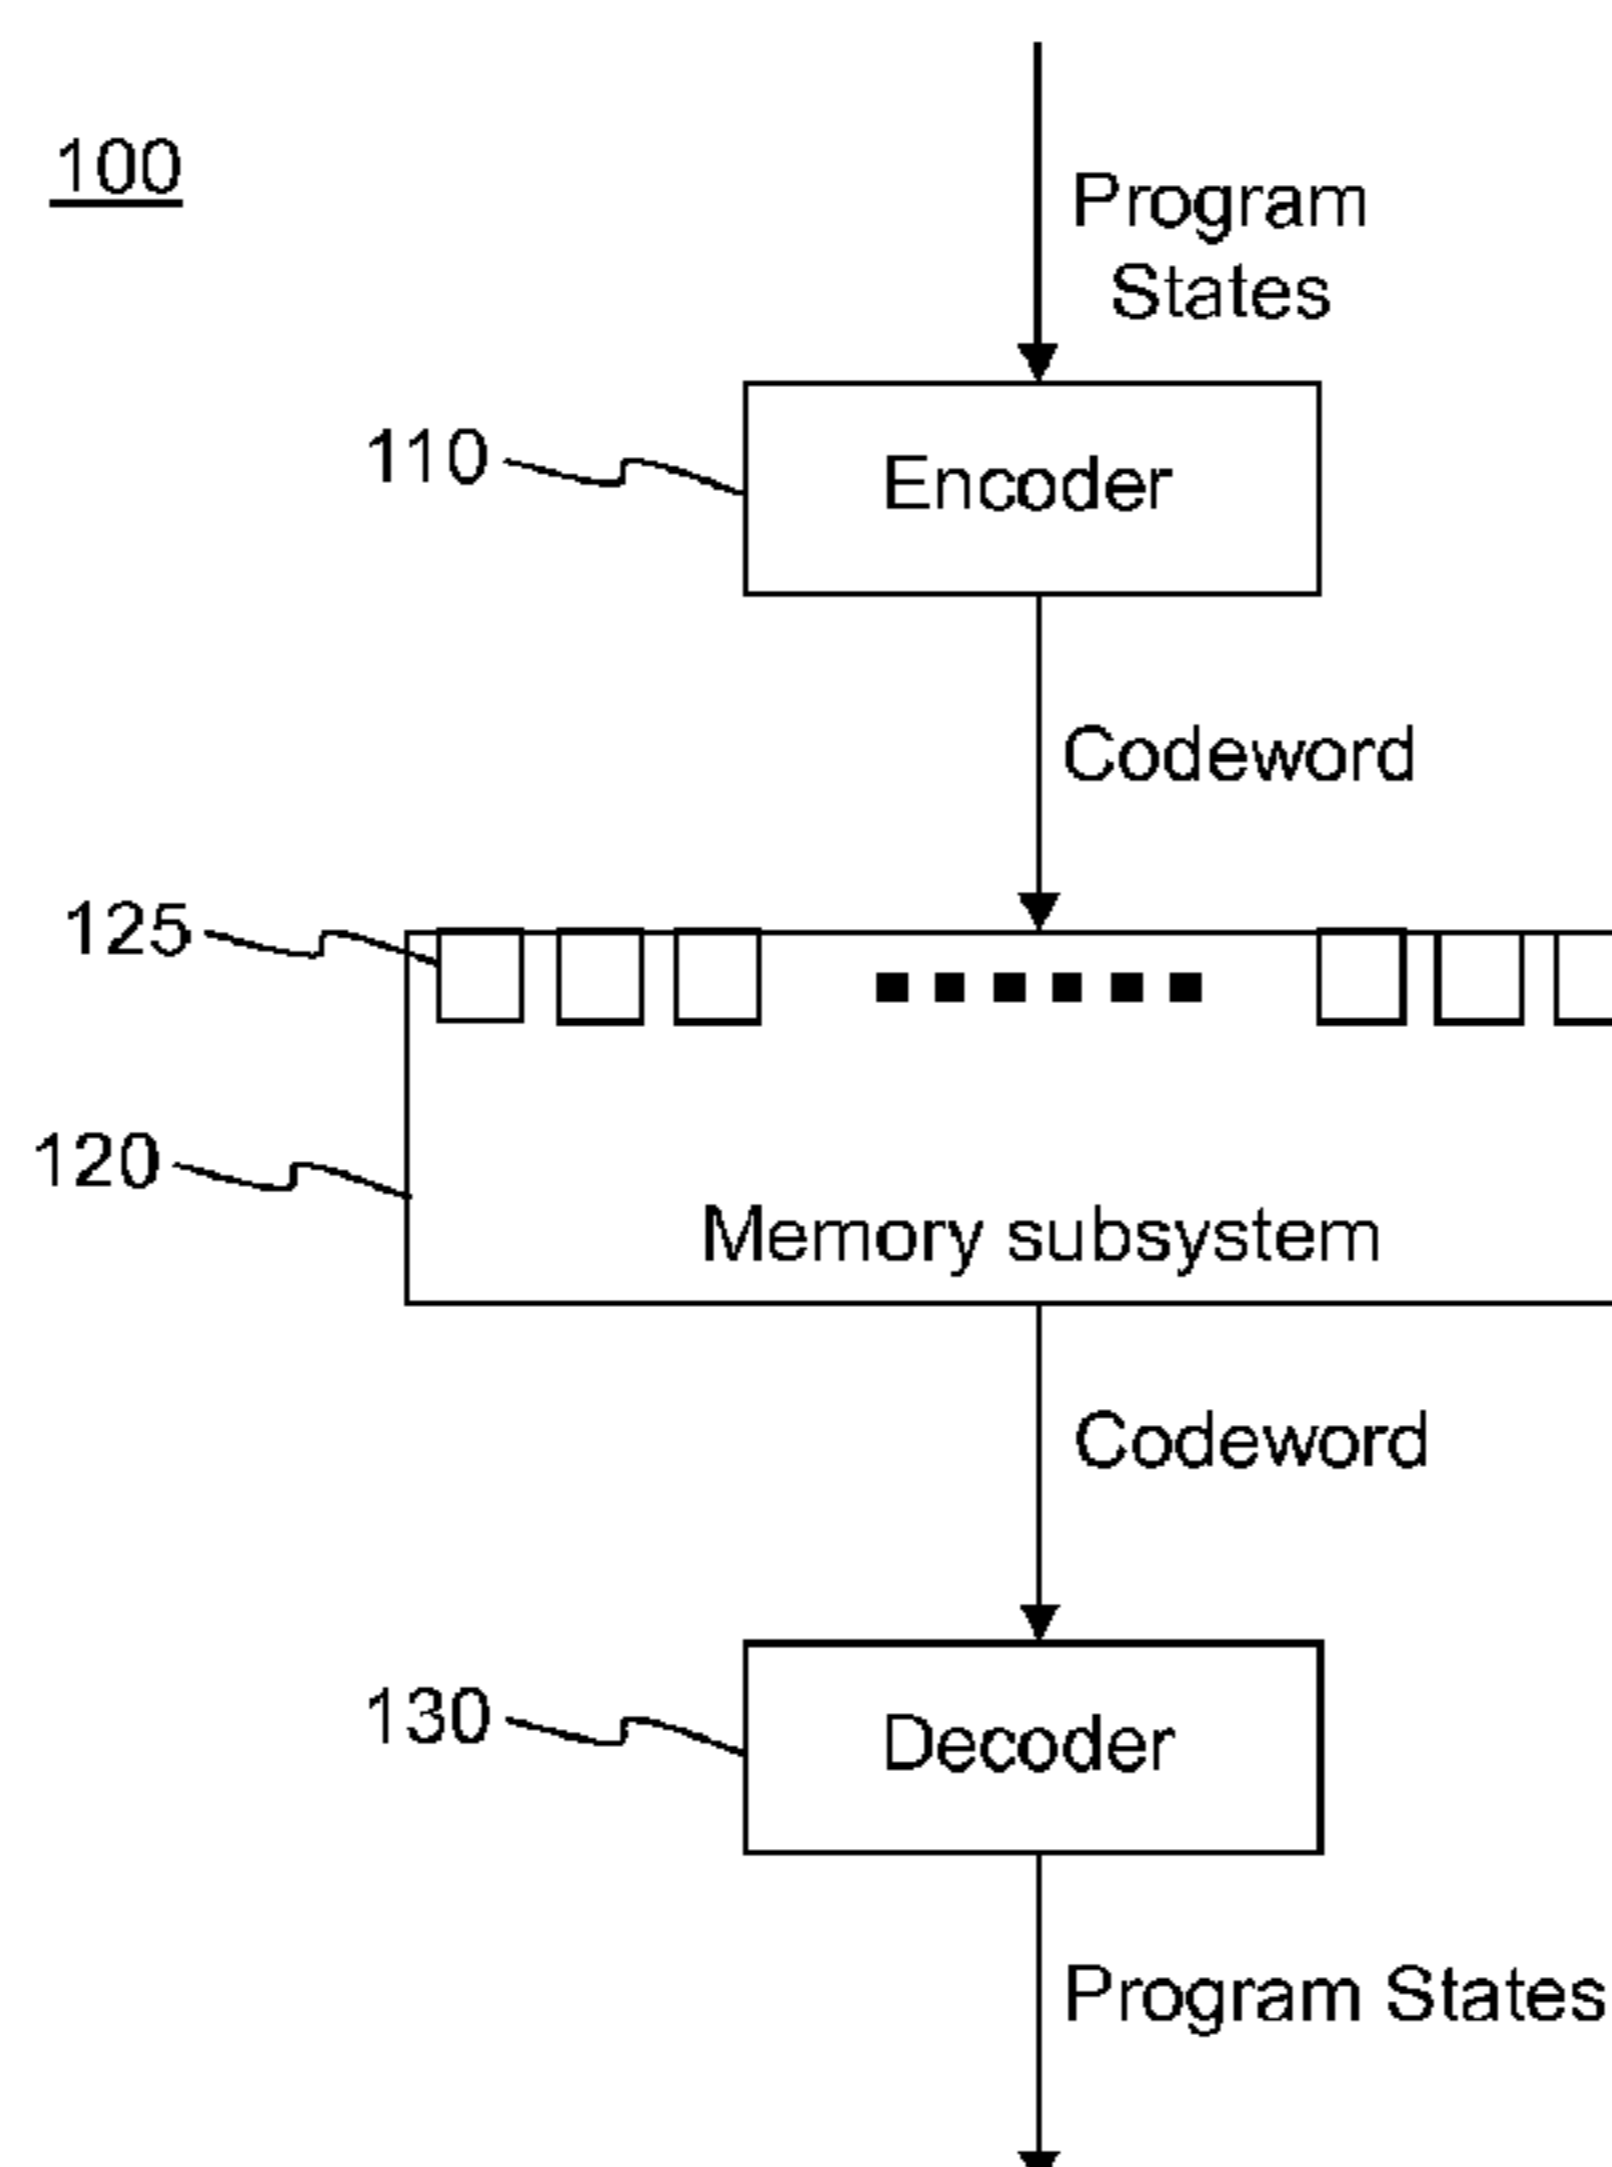 100
Program
States
110
Encoder
Codeword
125
120
Memory subsystem
Codeword
130
Decoder
Program States